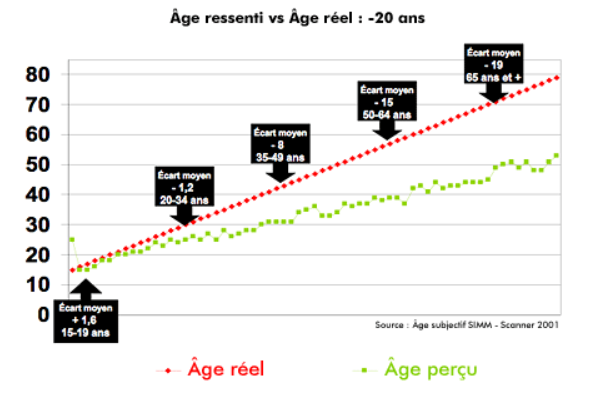 Âge ressenti vs Âge réel : -20 ans
80
70
60
50
40
30
20
10
0
Écart moyen
+ 1,6
15-19 ans
Écart moyen
- 1,2
20-34 ans
Écart moyen
- 8
35-49 ans
Écart moyen
- 15
50-64 ans
Écart moyen
- 19
65 ans et +
Source : Âge subjectif SIMM - Scanner 2001
Âge réel
Âge perçu